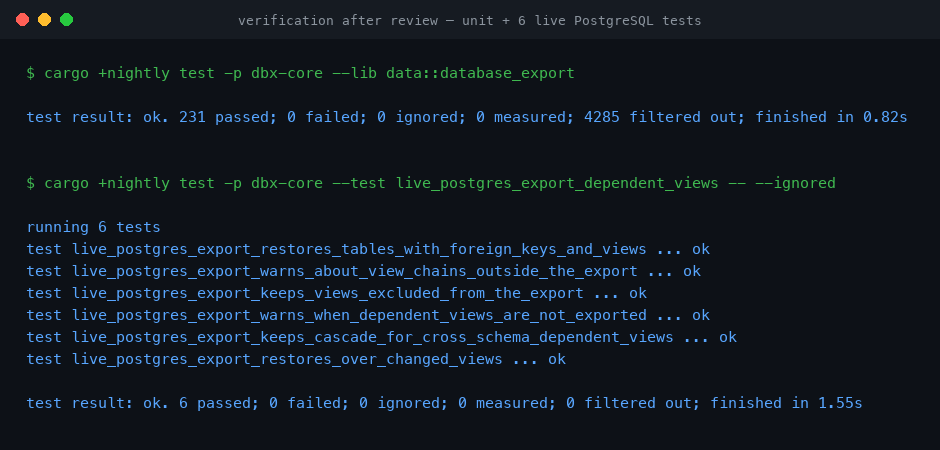 verification after review — unit + 6 live PostgreSQL tests
$ cargo +nightly test -p dbx-core --lib data::database_export
test result: ok. 231 passed; 0 failed; 0 ignored; 0 measured; 4285 filtered out; finished in 0.82s
$ cargo +nightly test -p dbx-core --test live_postgres_export_dependent_views -- --ignored
running 6 tests
test live_postgres_export_restores_tables_with_foreign_keys_and_views ... ok
test live_postgres_export_warns_about_view_chains_outside_the_export ... ok
test live_postgres_export_keeps_views_excluded_from_the_export ... ok
test live_postgres_export_warns_when_dependent_views_are_not_exported ... ok
test live_postgres_export_keeps_cascade_for_cross_schema_dependent_views ... ok
test live_postgres_export_restores_over_changed_views ... ok
test result: ok. 6 passed; 0 failed; 0 ignored; 0 measured; 0 filtered out; finished in 1.55s